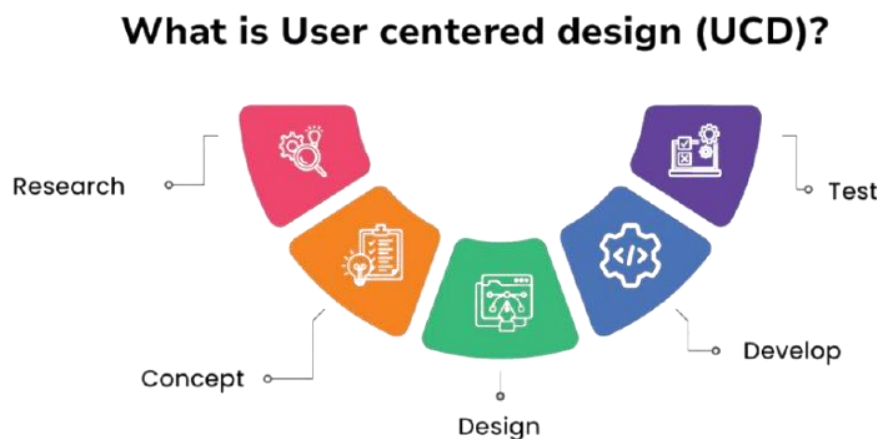 What is User centered design (UCD)?
Research
Test
Concept
Develop
Design